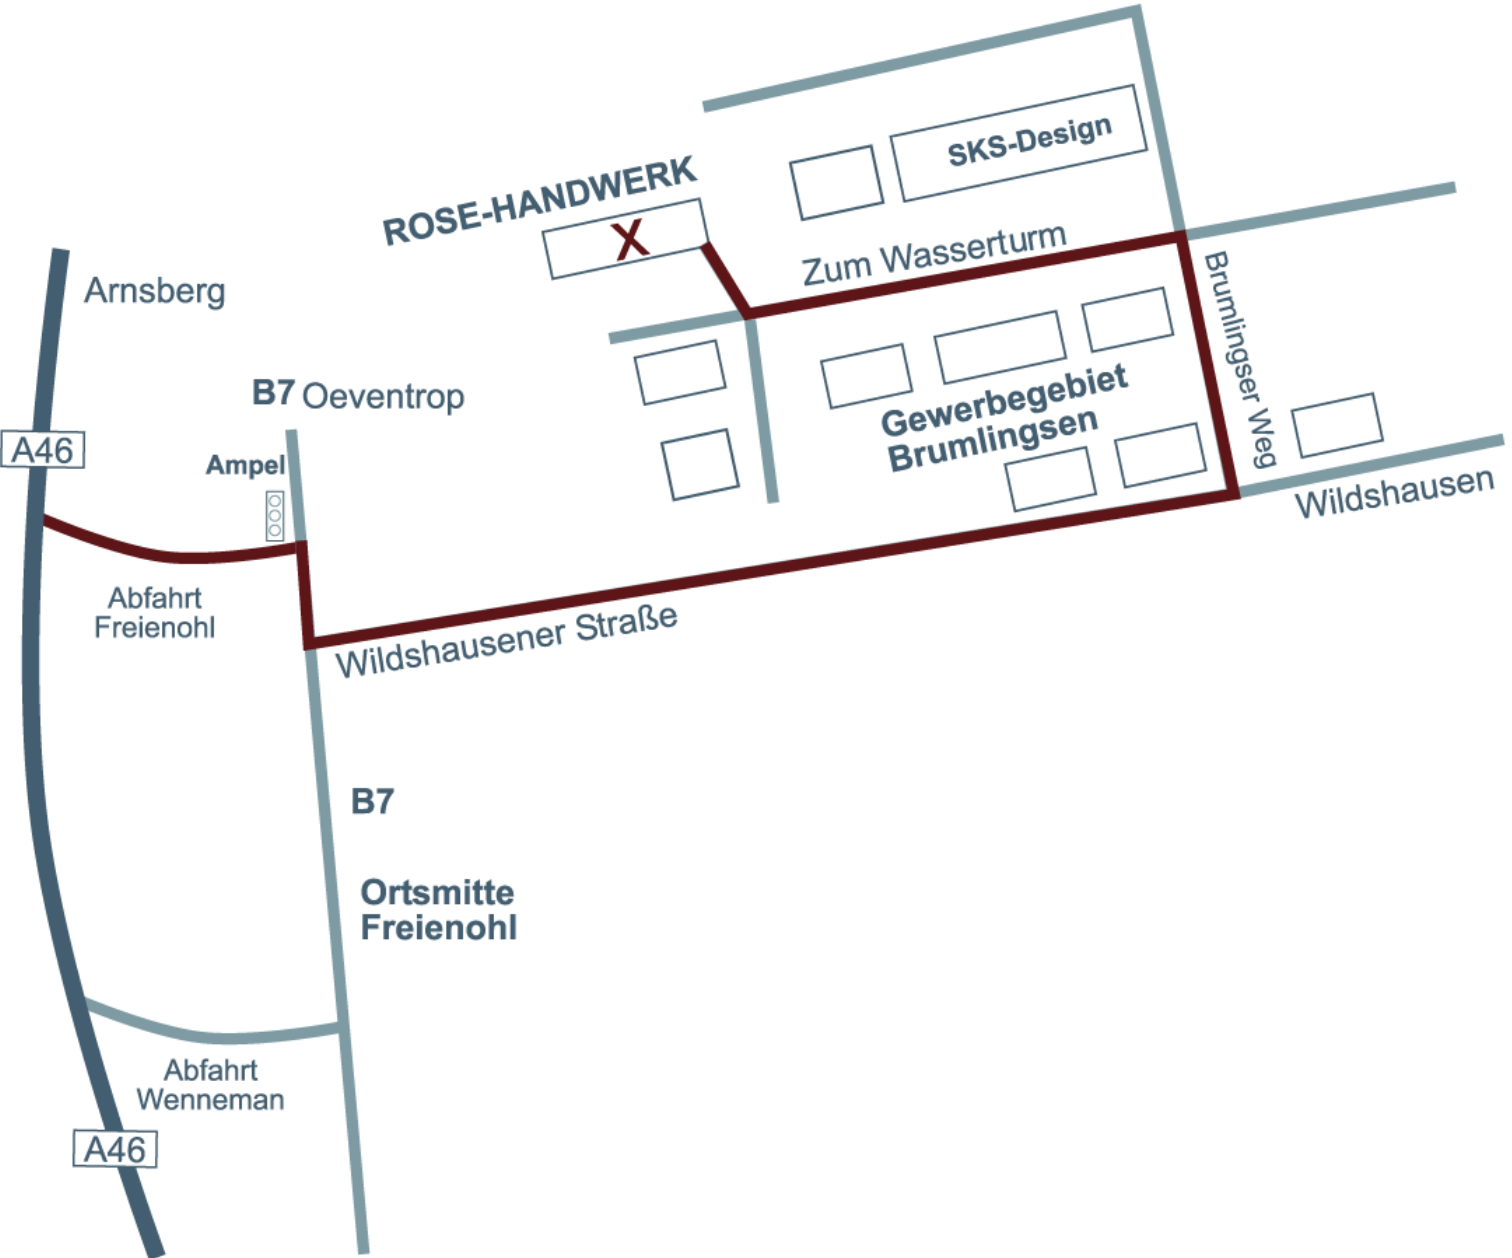 SKS-Design
ROSE-HANDWERK
X
Zum Wasserturm
Arnsberg
Brumlingser Weg
B7 Oeventrop
Gewerbegebiet
Brumlingsen
A46
Ampel
Wildshausen
Abfahrt
Freienohl
Wildshausener Straße
B7
Ortsmitte
Freienohl
Abfahrt
Wenneman
A46